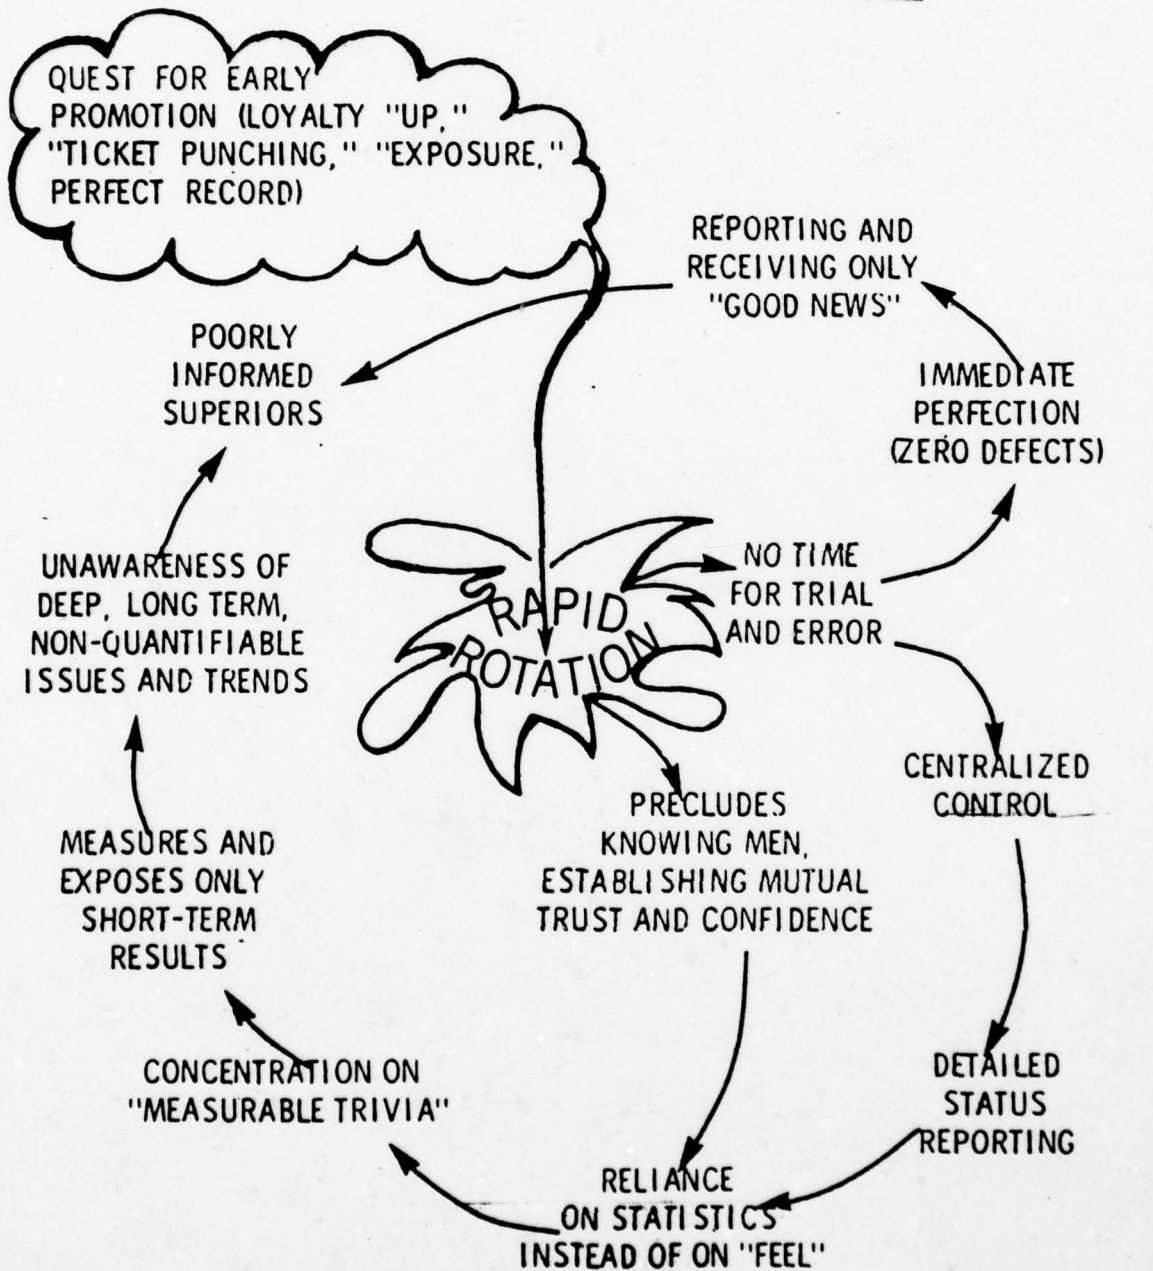 QUEST FOR EARLY
PROMOTION (LOYALTY "UP,"
"TICKET PUNCHING," "EXPOSURE,"
PERFECT RECORD)
REPORTING AND
RECEIVING ONLY
"GOOD NEWS"
POORLY
INFORMED
SUPERIORS
IMMEDIATE
PERFECTION
(ZERO DEFECTS)
RAPID
ROTATION
NO TIME
FOR TRIAL
AND ERROR
UNAWARENESS OF
DEEP, LONG TERM,
NON-QUANTIFIABLE
ISSUES AND TRENDS
CENTRALIZED
CONTROL
PRECLUDES
KNOWING MEN,
ESTABLISHING MUTUAL
TRUST AND CONFIDENCE
MEASURES AND
EXPOSES ONLY
SHORT-TERM
RESULTS
CONCENTRATION ON
"MEASURABLE TRIVIA"
DETAILED
STATUS
REPORTING
RELIANCE
ON STATISTICS
INSTEAD OF ON "FEEL"